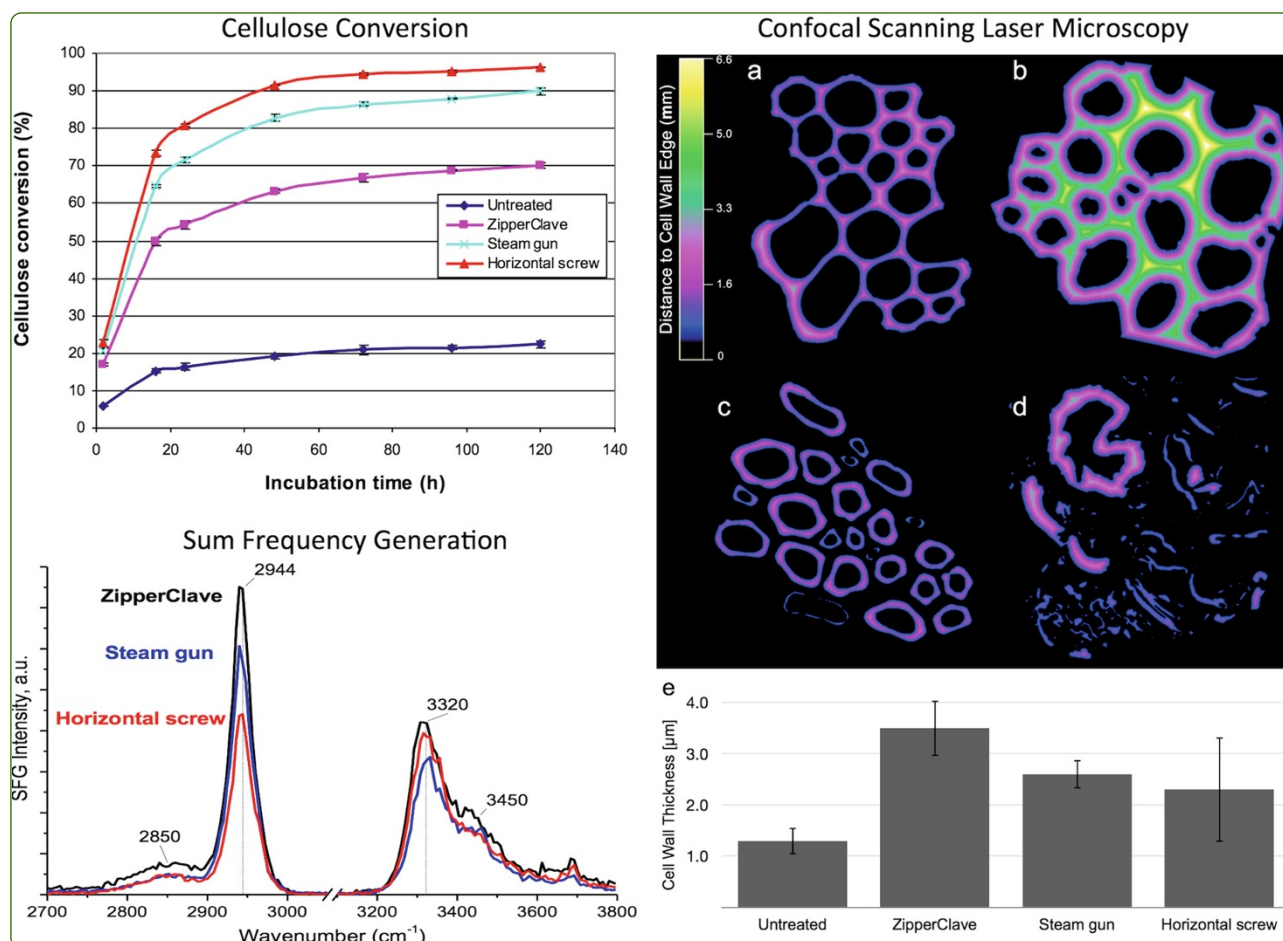 Cellulose Conversion
100
90
80
70
60
50
40
30
20
10
0
Cellulose conversion (%)
Untreated
ZipperClave
Steam gun
Horizontal screw
0 20 40 60 80 100 120 140
Incubation time (h)
Sum Frequency Generation
2944
ZipperClave
Steam gun
Horizontal screw
3320
3450
2850
SFG Intensity, a.u.
2700 2800 2900 3000 3200 3400 3600 3800
Wavenumber (cm-1)
Confocal Scanning Laser Microscopy
a
b
6.6
5.0
3.3
1.6
0
Distance to Cell Wall Edge (mm)
c
d
e
4.0
3.0
2.0
1.0
Cell Wall Thickness [µm]
Untreated ZipperClave Steam gun Horizontal screw